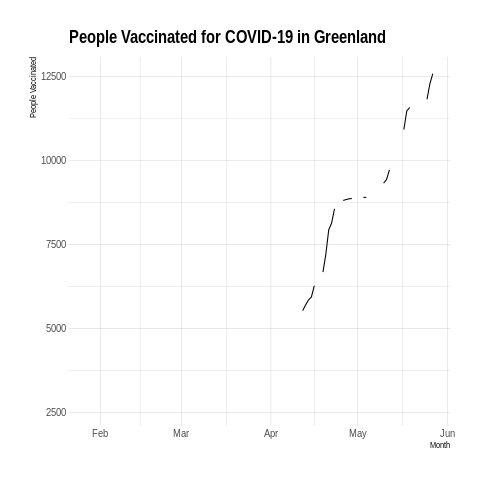 People Vaccinated for COVID-19 in Greenland
People Vaccinated
12500
10000
7500
5000
2500
Feb Mar Apr May Jun
Month